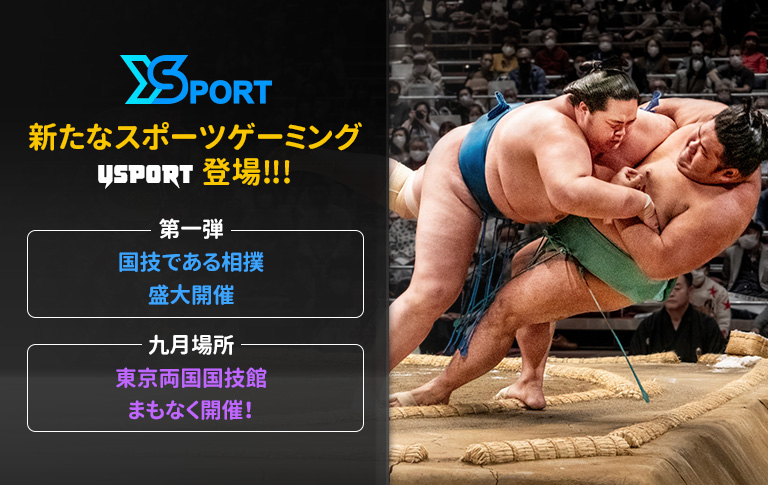 YSPORT
新たなスポーツゲーミング
YSPORT 登場!!!
第一弾
国技である相撲
盛大開催
九月場所
東京両国国技館
まもなく開催!